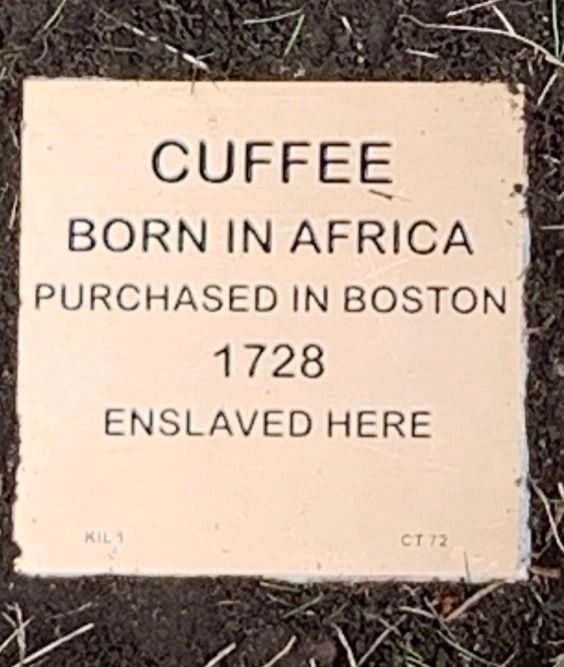 CUFFEE
BORN IN AFRICA
PURCHASED IN BOSTON
1728
ENSLAVED HERE
KIL 1 CT 72